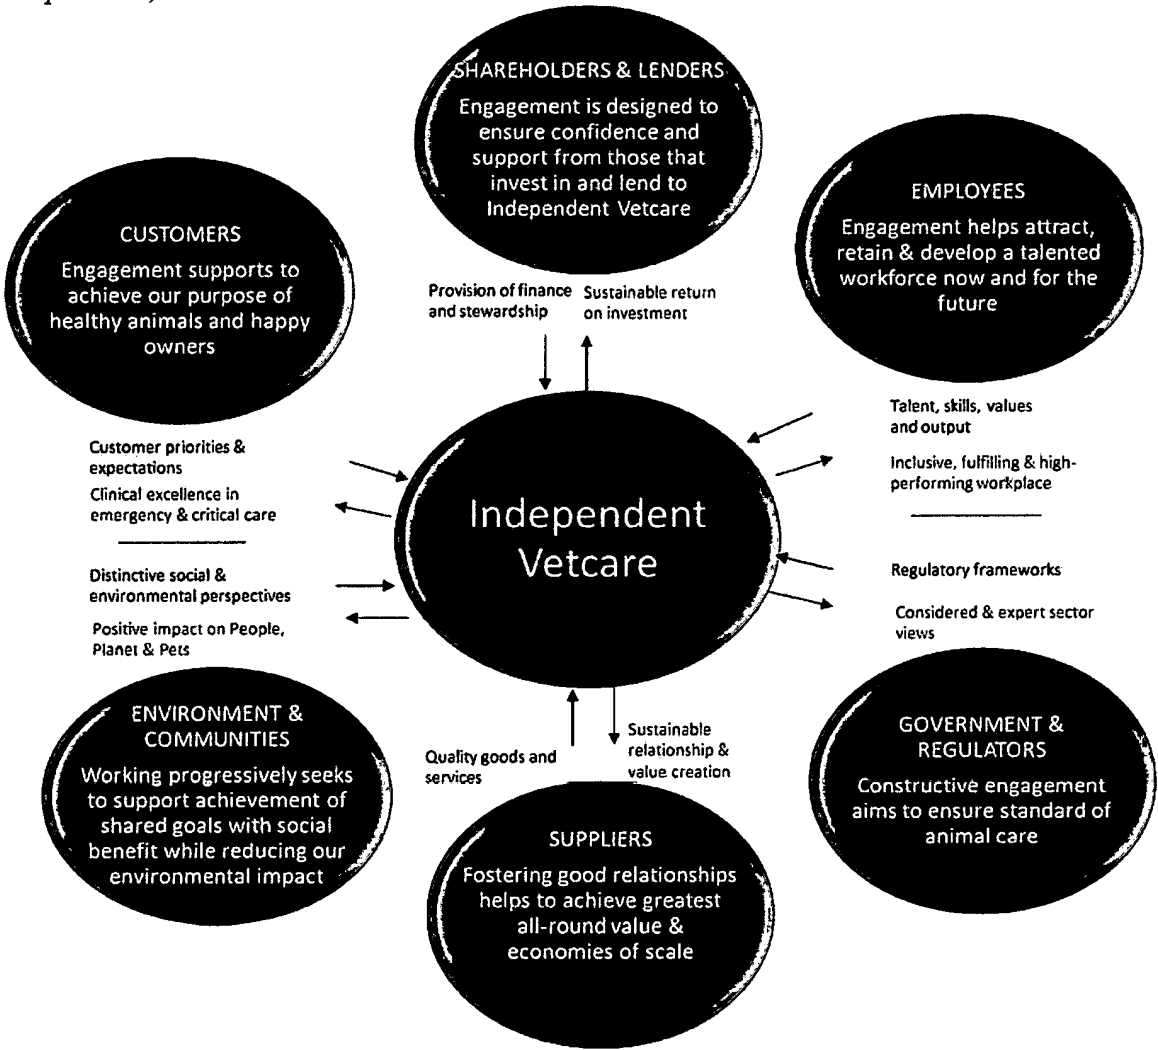 SHAREHOLDERS & LENDERS
Engagement is designed to
ensure confidence and
support from those that
invest in and lend to
Independent Vetcare
EMPLOYEES
Engagement helps attract,
retain & develop a talented
workforce now and for the
future
CUSTOMERS
Engagement supports to
achieve our purpose of
healthy animals and happy
owners
Provision of finance
and stewardship
Sustainable return
on investment
Talent, skills, values
and output
Inclusive, fulfilling & high-
performing workplace
Customer priorities &
expectations
Clinical excellence in
emergency & critical care
Independent
Vetcare
Distinctive social &
environmental perspectives
Positive impact on People,
Planet & Pets
Regulatory frameworks
Considered & expert sector
views
ENVIRONMENT &
COMMUNITIES
Working progressively seeks
to support achievement of
shared goals with social
benefit while reducing our
environmental impact
Quality goods and
services
Sustainable
relationship &
value creation
GOVERNMENT &
REGULATORS
Constructive engagement
aims to ensure standard of
animal care
SUPPLIERS
Fostering good relationships
helps to achieve greatest
all-round value &
economies of scale